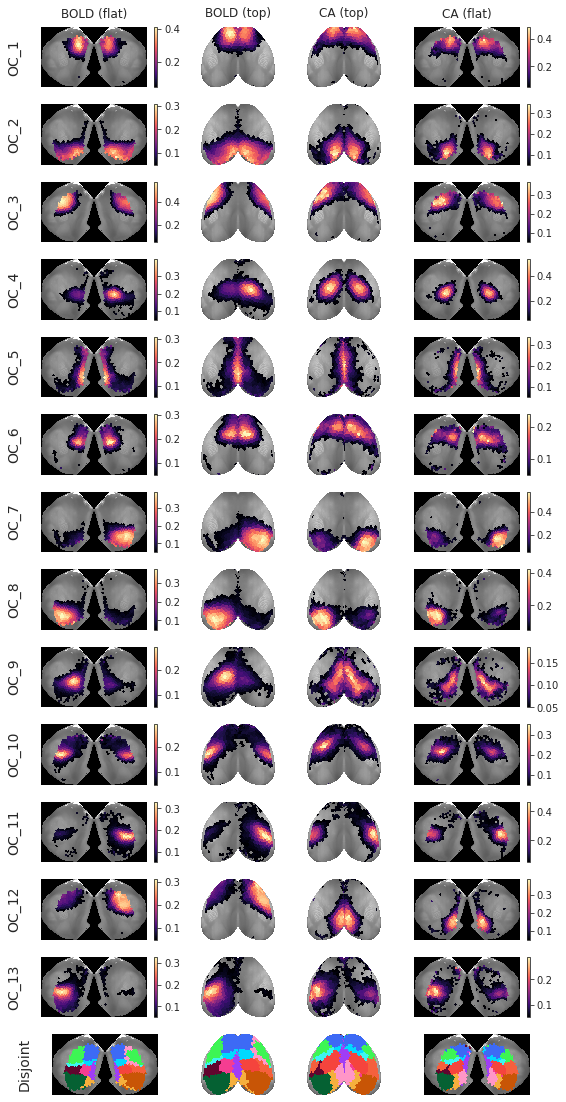 BOLD (flat) BOLD (top) CA (top) CA (flat)
OC_1 0.4 0.2 0.4 0.2
OC_2 0.3 0.2 0.1 0.3 0.2 0.1
OC_3 0.4 0.2 0.3 0.2 0.1
OC_4 0.3 0.2 0.1 0.4 0.2
OC_5 0.3 0.2 0.1 0.3 0.2 0.1
OC_6 0.3 0.2 0.1 0.2 0.1
OC_7 0.3 0.2 0.1 0.4 0.2
OC_8 0.3 0.2 0.1 0.4 0.2
OC_9 0.2 0.1 0.15 0.10 0.05
OC_10 0.2 0.1 0.3 0.2 0.1
OC_11 0.3 0.2 0.1 0.4 0.2
OC_12 0.3 0.2 0.1 0.3 0.2 0.1
OC_13 0.3 0.2 0.1 0.2 0.1
Disjoint